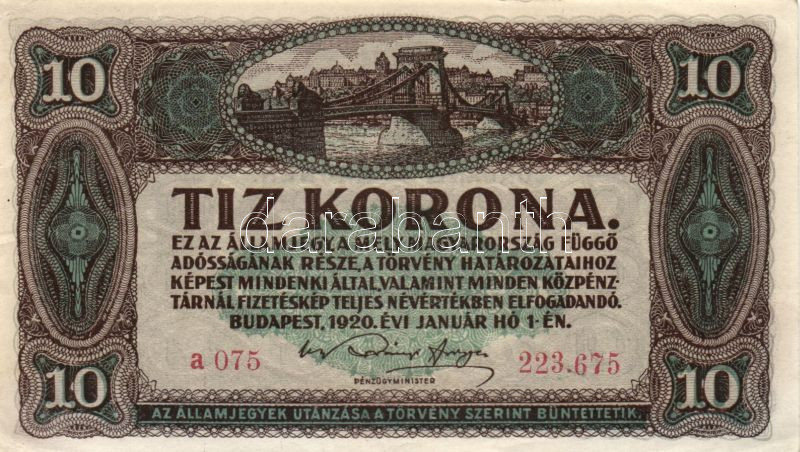 10 10
TIZ KORONA.
EZ AZ ÁLLAMJEGY, AMELY MAGYARORSZÁG FÜGGŐ
ADÓSSÁGÁNAK RÉSZE, A TÖRVÉNY HATÁROZATAIHOZ
KÉPEST MINDENKI ÁLTAL, VALAMINT MINDEN KÖZPÉNZ-
TÁRNÁL FIZETÉSKÉP TELJES NÉVÉRTÉKBEN ELFOGADANDÓ.
BUDAPEST, 1920. ÉVI JANUÁR HÓ 1-ÉN.
a 075 223.675
PÉNZÜGYMINISTER
10 10
AZ ÁLLAMJEGYEK UTÁNZÁSA A TÖRVÉNY SZERINT BÜNTETTETIK.
darabanth